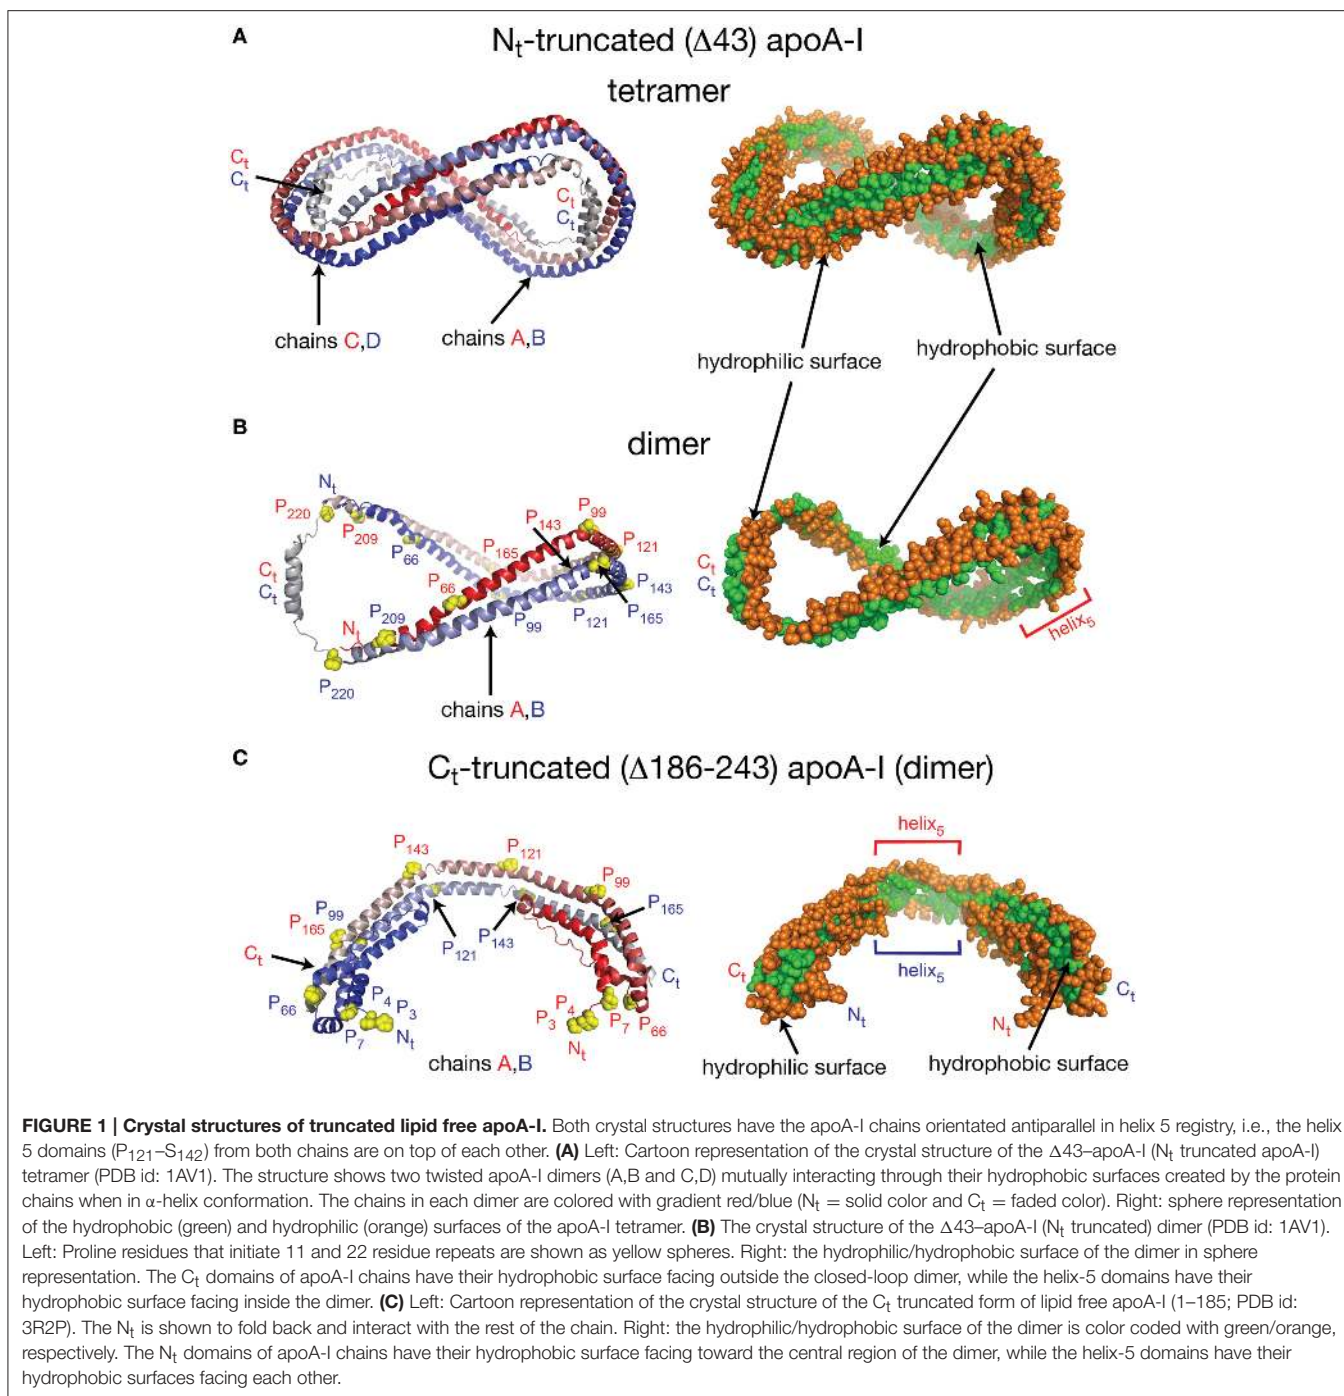 A
Nt-truncated (Δ43) apoA-I
tetramer
Ct
Ct
Ct
Ct
chains C,D
chains A,B
hydrophilic surface
hydrophobic surface
B
dimer
Nt
P220
P209
P66
P143
P99
P165
P121
Ct
Ct
P66
P143
P209
P99
P121
P165
Nt
P220
chains A,B
Ct
Ct
helix5
C
Ct-truncated (Δ186-243) apoA-I (dimer)
P143
P121
P99
P99
P165
P165
Ct
P121
P143
Ct
P66
P4
P3
P7
Nt
P4
P3
P7
P66
Nt
chains A,B
helix5
helix5
Ct
Nt
Ct
Nt
hydrophilic surface
hydrophobic surface
FIGURE 1 | Crystal structures of truncated lipid free apoA-I. Both crystal structures have the apoA-I chains orientated antiparallel in helix 5 registry, i.e., the helix
5 domains (P121–S142) from both chains are on top of each other. (A) Left: Cartoon representation of the crystal structure of the Δ43–apoA-I (Nt truncated apoA-I)
tetramer (PDB id: 1AV1). The structure shows two twisted apoA-I dimers (A,B and C,D) mutually interacting through their hydrophobic surfaces created by the protein
chains when in α-helix conformation. The chains in each dimer are colored with gradient red/blue (Nt = solid color and Ct = faded color). Right: sphere representation
of the hydrophobic (green) and hydrophilic (orange) surfaces of the apoA-I tetramer. (B) The crystal structure of the Δ43–apoA-I (Nt truncated) dimer (PDB id: 1AV1).
Left: Proline residues that initiate 11 and 22 residue repeats are shown as yellow spheres. Right: the hydrophilic/hydrophobic surface of the dimer in sphere
representation. The Ct domains of apoA-I chains have their hydrophobic surface facing outside the closed-loop dimer, while the helix-5 domains have their
hydrophobic surface facing inside the dimer. (C) Left: Cartoon representation of the crystal structure of the Ct truncated form of lipid free apoA-I (1–185; PDB id:
3R2P). The Nt is shown to fold back and interact with the rest of the chain. Right: the hydrophilic/hydrophobic surface of the dimer is color coded with green/orange,
respectively. The Nt domains of apoA-I chains have their hydrophobic surface facing toward the central region of the dimer, while the helix-5 domains have their
hydrophobic surfaces facing each other.